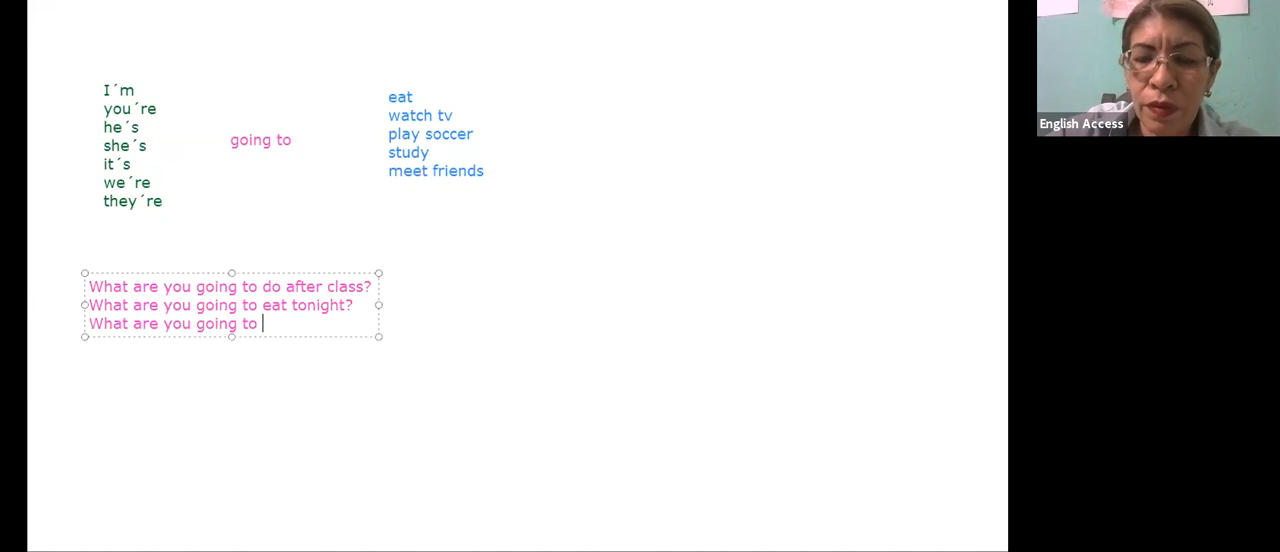 I´m
you´re
he´s
she´s
it´s
we´re
they´re
going to
eat
watch tv
play soccer
study
meet friends
What are you going to do after class?
What are you going to eat tonight?
What are you going to
English Access